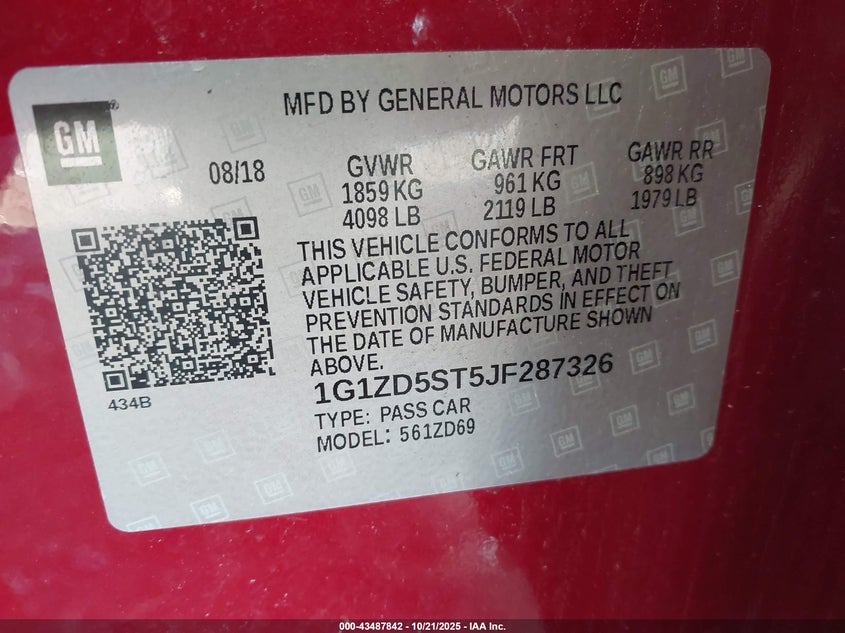 MFD BY GENERAL MOTORS LLC
GM
08/18
GVWR
1859 KG
4098 LB
GAWR FRT
961 KG
2119 LB
GAWR RR
898 KG
1979 LB
THIS VEHICLE CONFORMS TO ALL
APPLICABLE U.S. FEDERAL MOTOR
VEHICLE SAFETY, BUMPER, AND THEFT
PREVENTION STANDARDS IN EFFECT ON
THE DATE OF MANUFACTURE SHOWN
ABOVE.
1G1ZD5ST5JF287326
TYPE: PASS CAR
MODEL: 561ZD69
434B
000-43487842 - 10/21/2025 - IAA Inc.